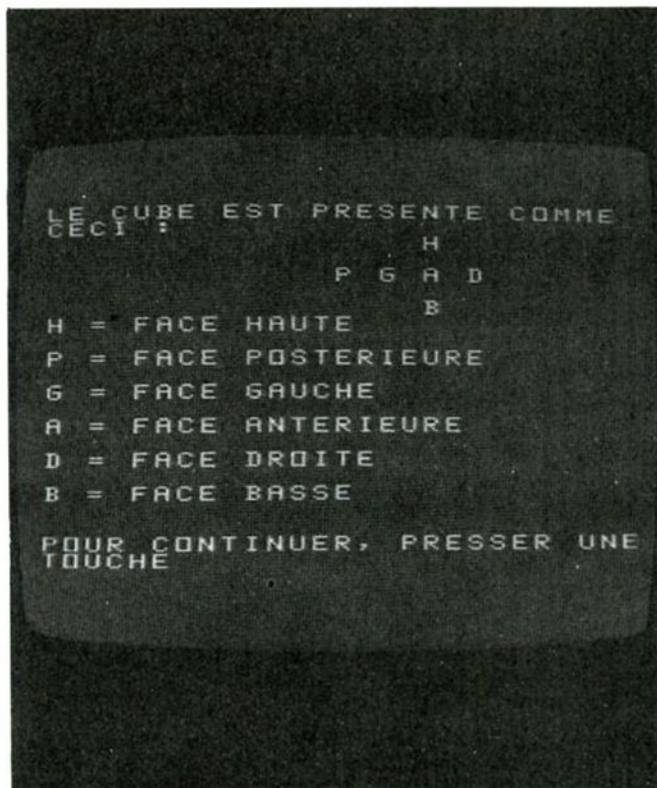 LE CUBE EST PRESENTE COMME
CECI :
H
P G A D
B
H = FACE HAUTE
P = FACE POSTERIEURE
G = FACE GAUCHE
A = FACE ANTERIEURE
D = FACE DROITE
B = FACE BASSE
POUR CONTINUER, PRESSER UNE
TOUCHE